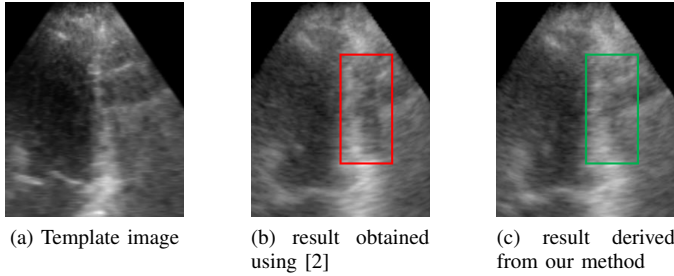 (a) Template image
(b) result obtained
using [2]
(c) result derived
from our method